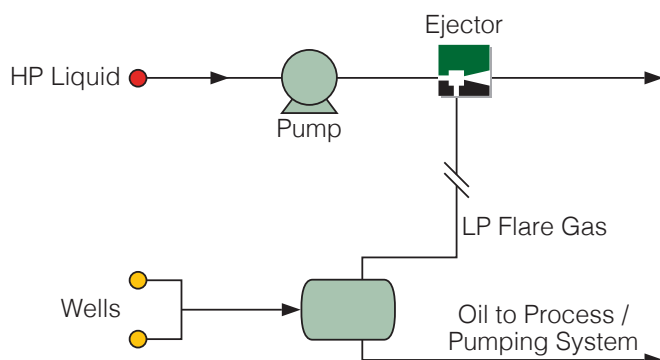 Ejector
HP Liquid
Pump
LP Flare Gas
Wells
Oil to Process /
Pumping System